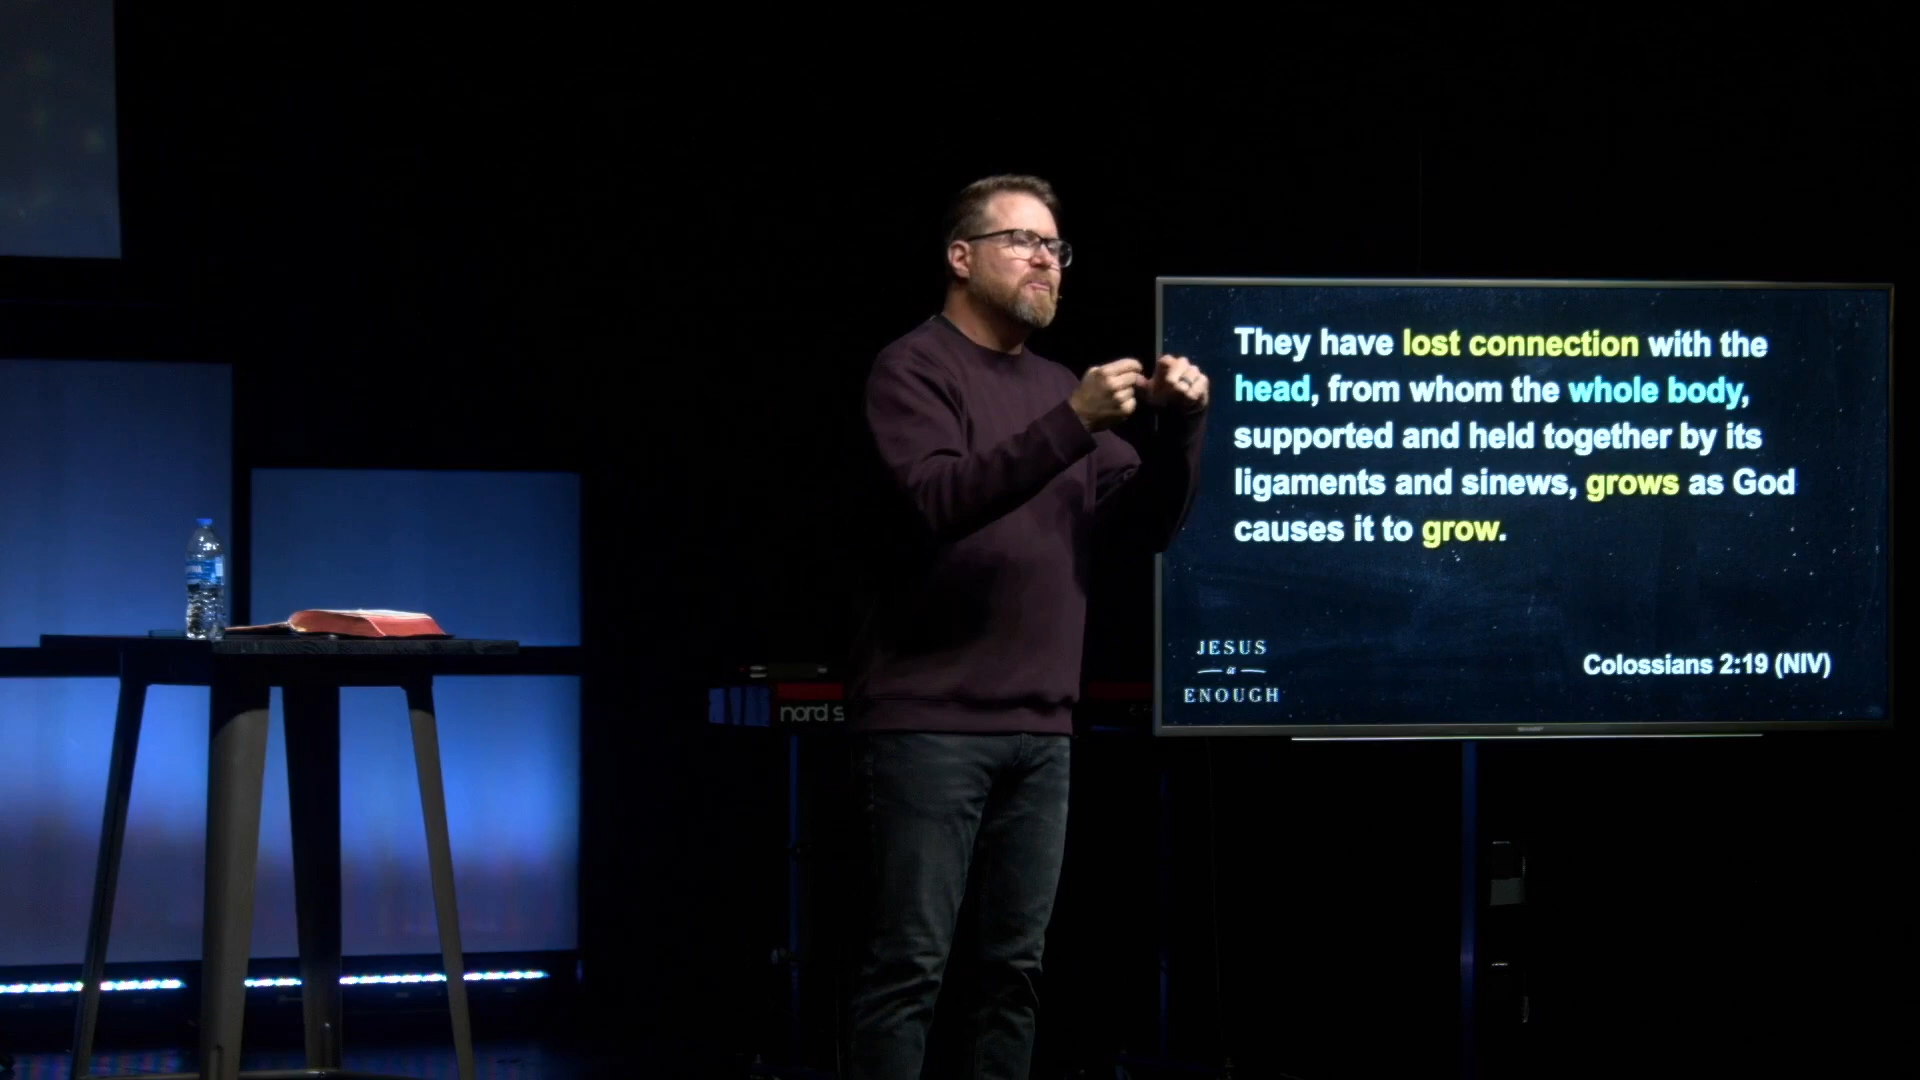 They have lost connection with the
head, from whom the whole body,
supported and held together by its
ligaments and sinews, grows as God
causes it to grow.
Colossians 2:19 (NIV)
JESUS
is
ENOUGH
nord s
SHARP